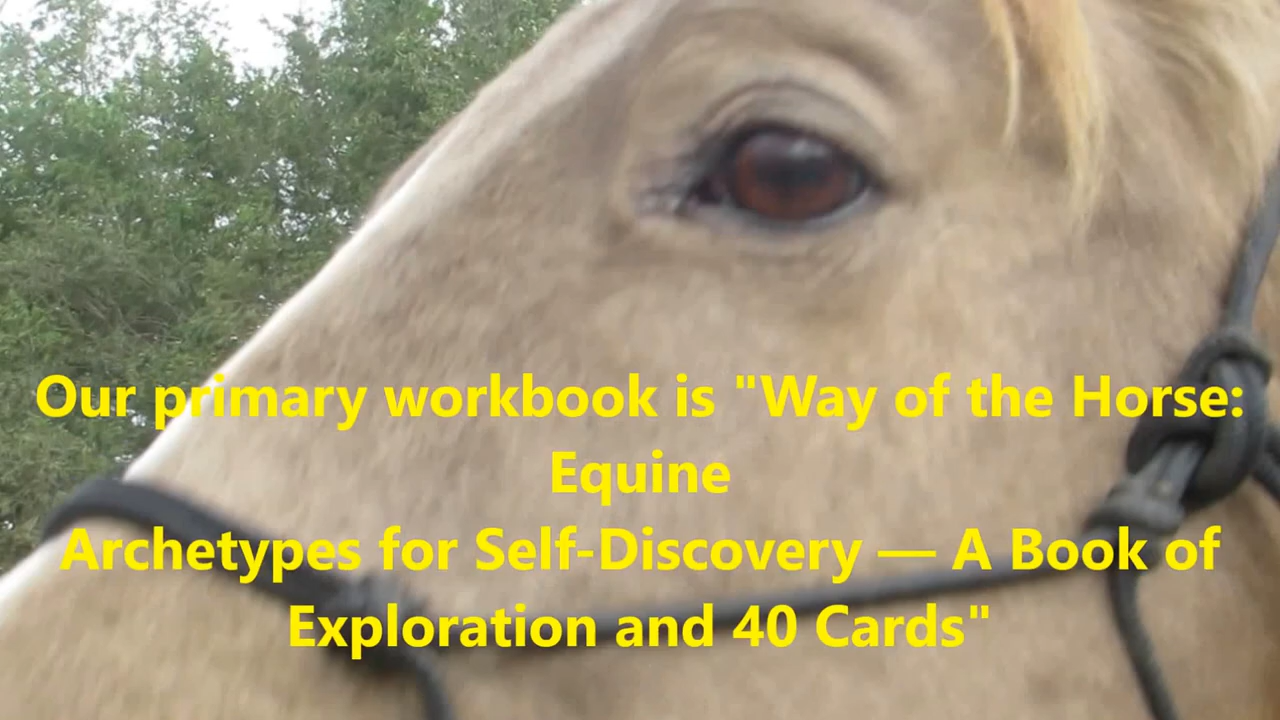 Our primary workbook is "Way of the Horse:
Equine
Archetypes for Self-Discovery — A Book of
Exploration and 40 Cards"